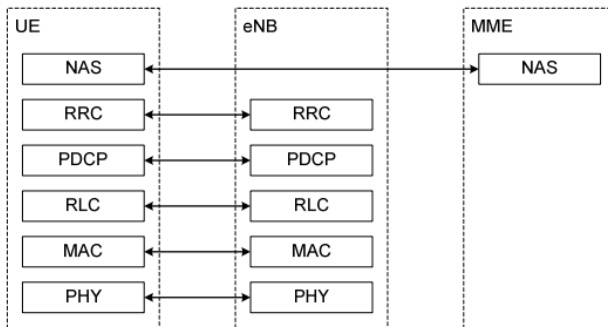 UE eNB MME
NAS NAS
RRC RRC
PDCP PDCP
RLC RLC
MAC MAC
PHY PHY